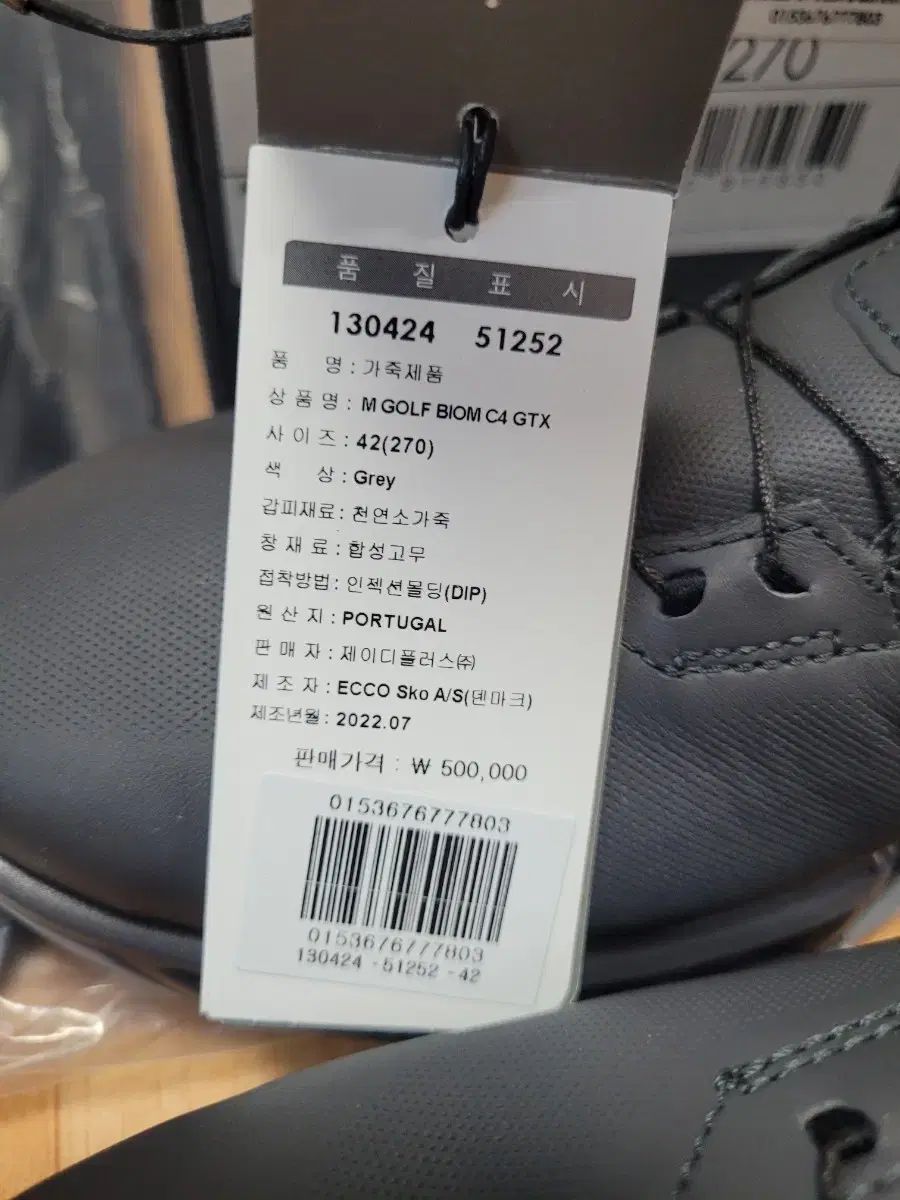 01536767​77803
270
품 질 표 시
130424 51252
품 명 : 가죽제품
상 품 명 : M GOLF BIOM C4 GTX
사 이 즈 : 42(270)
색 상 : Grey
갑피재료: 천연소가죽
창 재 료 : 합성고무
접착방법: 인젝션몰딩(DIP)
원 산 지 : PORTUGAL
판 매 자 : 제이디플러스㈜
제 조 자 : ECCO Sko A/S(덴마크)
제조년월: 2022.07
판매가격 : ₩ 500,000
0153676777803
0153676777803
130424 -51252 -42